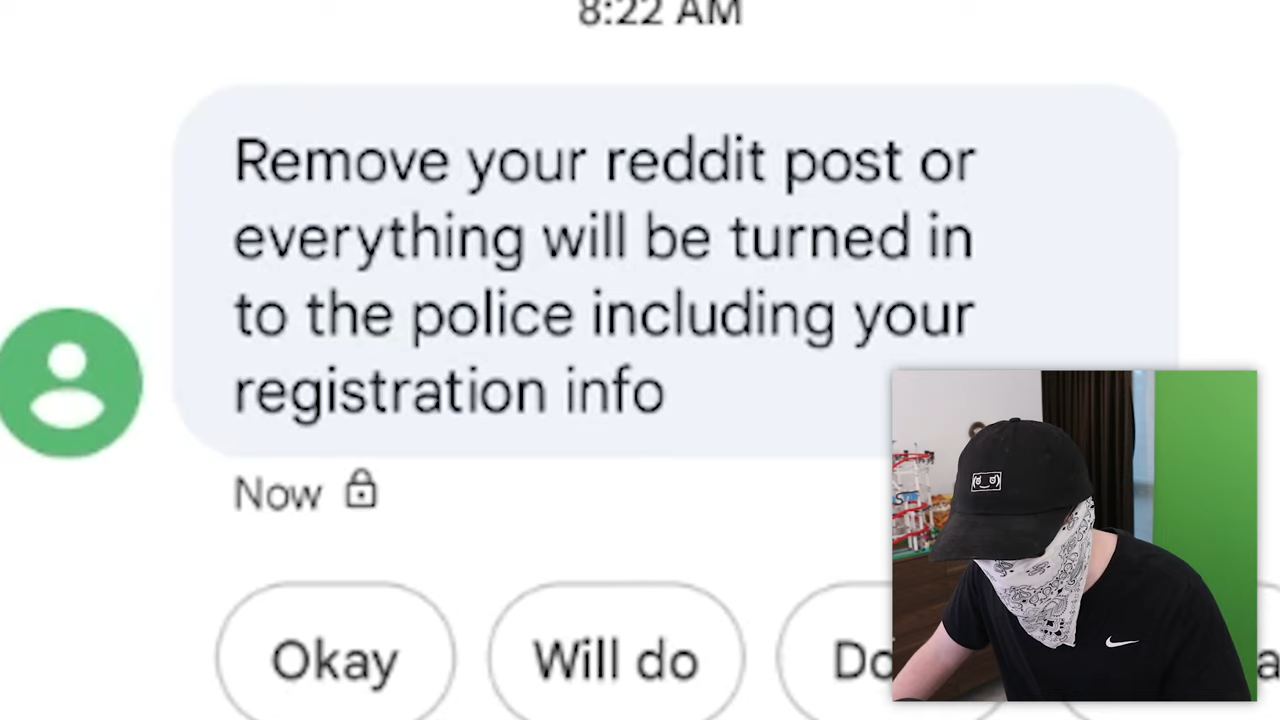 8:22 AM
Remove your reddit post or
everything will be turned in
to the police including your
registration info
Now
Okay
Will do